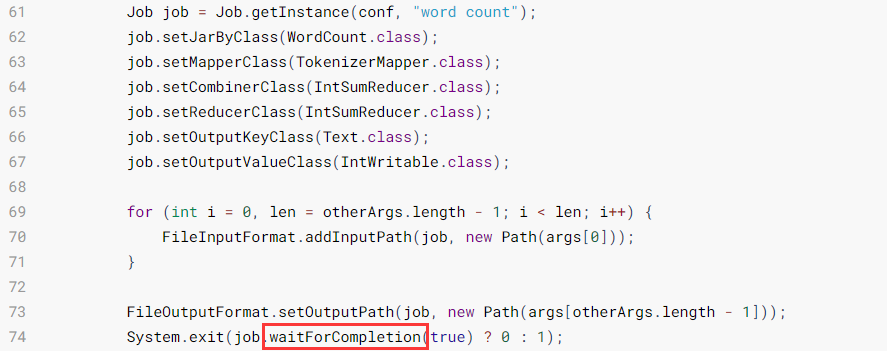 61 Job job = Job.getInstance(conf, "word count");
62 job.setJarByClass(WordCount.class);
63 job.setMapperClass(TokenizerMapper.class);
64 job.setCombinerClass(IntSumReducer.class);
65 job.setReducerClass(IntSumReducer.class);
66 job.setOutputKeyClass(Text.class);
67 job.setOutputValueClass(IntWritable.class);
68
69 for (int i = 0, len = otherArgs.length - 1; i < len; i++) {
70 FileInputFormat.addInputPath(job, new Path(args[0]));
71 }
72
73 FileOutputFormat.setOutputPath(job, new Path(args[otherArgs.length - 1]));
74 System.exit(job.waitForCompletion(true) ? 0 : 1);